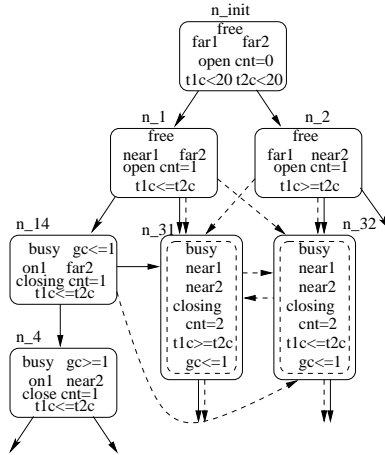 n_init
free
far1 far2
open cnt=0
t1c<20 t2c<20
n_1
free
near1 far2
open cnt=1
t1c<=t2c
n_2
free
far1 near2
open cnt=1
t1c>=t2c
n_14
busy gc<=1
on1 far2
closing cnt=1
t1c<=t2c
n_31
busy
near1
near2
closing
cnt=2
t1c>=t2c
gc<=1
n_32
busy
near1
near2
closing
cnt=2
t1c<=t2c
gc<=1
n_4
busy gc>=1
on1 near2
close cnt=1
t1c<=t2c